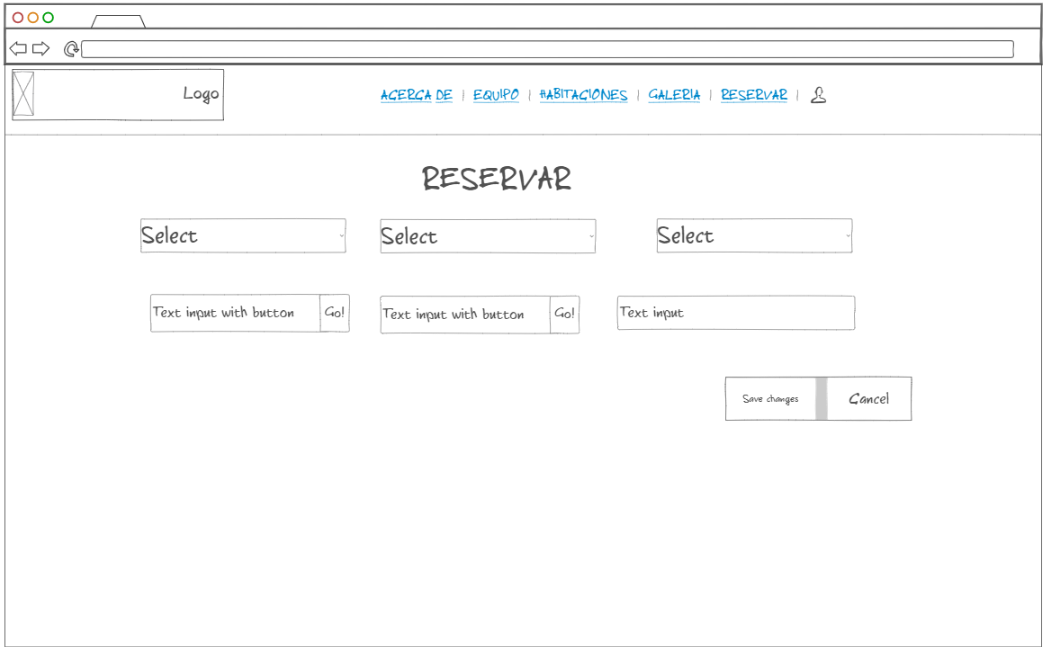 Logo
ACERCA DE | EQUIPO | HABITACIONES | GALERIA | RESERVAR |
RESERVAR
Select Select Select
Text input with button Go! Text input with button Go! Text input
Save changes Cancel